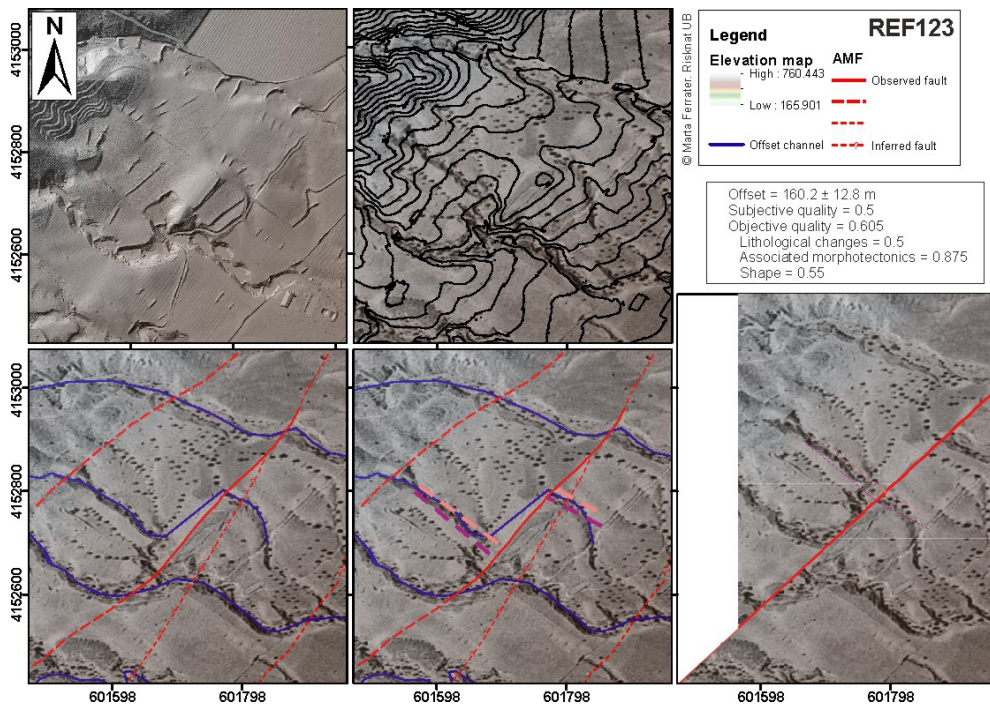 N
4153000
4152800
4152600
© Marta Ferrater, Risknat UB
REF123
Legend
Elevation map
High : 760.443
Low : 165.901
Offset channel
AMF
Observed fault
Inferred fault
Offset = 160.2 ± 12.8 m
Subjective quality = 0.5
Objective quality = 0.605
Lithological changes = 0.5
Associated morphotectonics = 0.875
Shape = 0.55
4153000
4152800
4152600
601598
601798
601598
601798
601598
601798